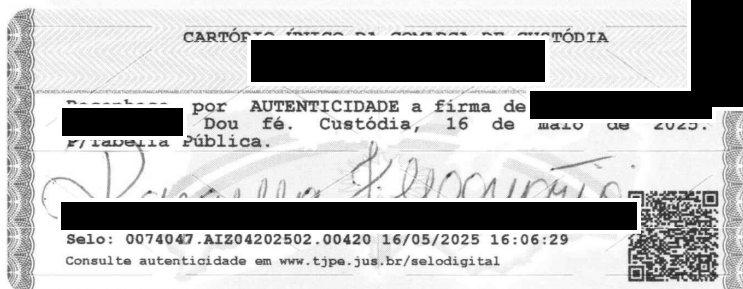 CARTÓRIO ÚNICO DA COMARCA DE CUSTÓDIA
Reconheço por AUTENTICIDADE a firma de
Dou fé. Custódia, 16 de maio de 2025.
P/Tabeliã Pública.
Selo: 0074047.AIZ04202502.00420 16/05/2025 16:06:29
Consulte autenticidade em www.tjpe.jus.br/selodigital